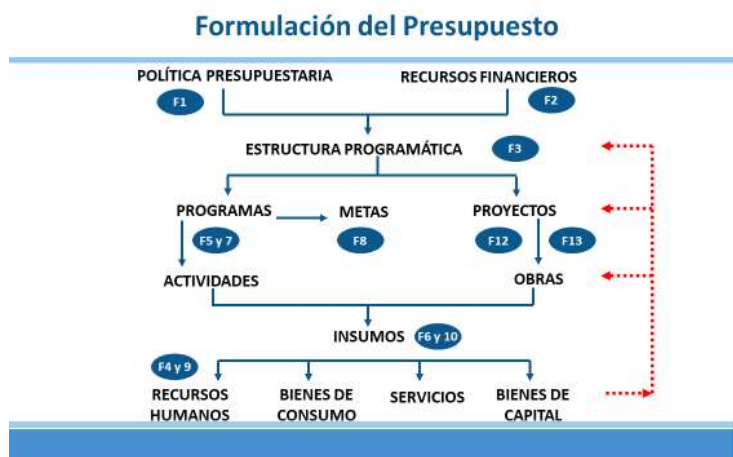 Formulación del Presupuesto
POLÍTICA PRESUPUESTARIA
RECURSOS FINANCIEROS
F1
F2
ESTRUCTURA PROGRAMÁTICA
F3
PROGRAMAS
METAS
PROYECTOS
F5 y 7
F8
F12
F13
ACTIVIDADES
OBRAS
INSUMOS
F6 y 10
F4 y 9
RECURSOS
HUMANOS
BIENES DE
CONSUMO
SERVICIOS
BIENES DE
CAPITAL